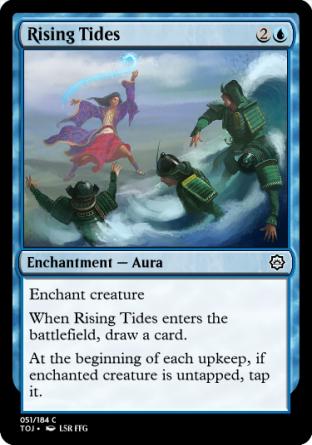 Rising Tides 2
Enchantment — Aura
Enchant creature
When Rising Tides enters the
battlefield, draw a card.
At the beginning of each upkeep, if
enchanted creature is untapped, tap
it.
051/184 C
TOJ • LSR FFG